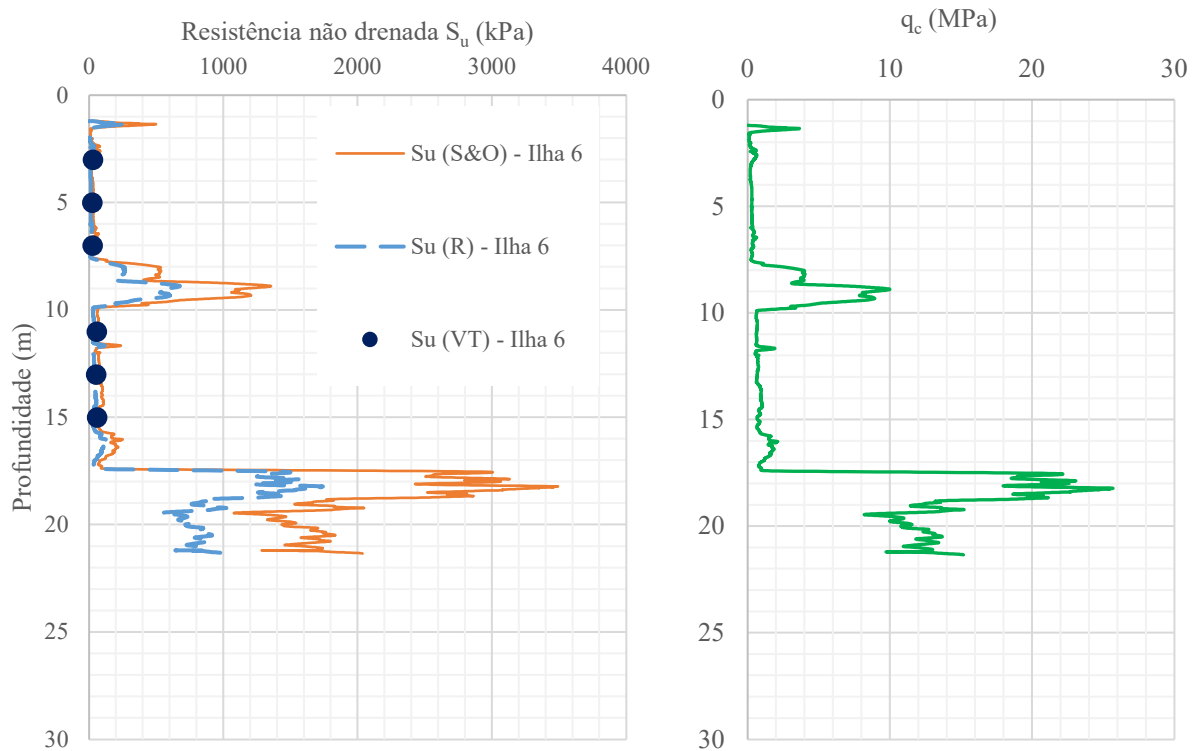 Resistência não drenada Su (kPa)
0 1000 2000 3000 4000
0
5
10
15
20
25
30
Profundidade (m)
Su (S&O) - Ilha 6
Su (R) - Ilha 6
Su (VT) - Ilha 6
qc (MPa)
0 10 20 30
0
5
10
15
20
25
30